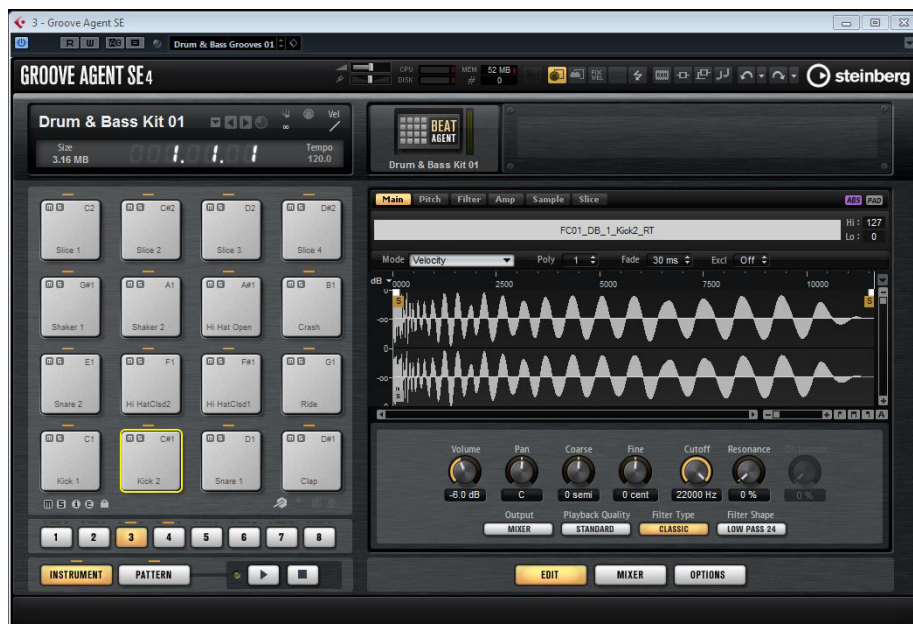 3 - Groove Agent SE
R W Drum & Bass Grooves 01
GROOVE AGENT SE4
CPU MEM 52 MB
DISK # 0
FIX VEL
steinberg
Drum & Bass Kit 01
Vel
Size
3.16 MB
1. 1. 1
Tempo
120.0
BEAT
AGENT
Drum & Bass Kit 01
M S C2 M S C#2 M S D2 M S D#2
Slice 1 Slice 2 Slice 3 Slice 4
M S G#1 M S A1 M S A#1 M S B1
Shaker 1 Shaker 2 Hi Hat Open Crash
M S E1 M S F1 M S F#1 M S G1
Snare 2 Hi HatClsd2 Hi HatClsd1 Ride
M S C1 M S C#1 M S D1 M S D#1
Kick 1 Kick 2 Snare 1 Clap
1 2 3 4 5 6 7 8
INSTRUMENT PATTERN
Main Pitch Filter Amp Sample Slice ABS PAD
FC01_DB_1_Kick2_RT
Hi: 127
Lo: 0
Mode Velocity Poly 1 Fade 30 ms Excl Off
dB 0000 2500 5000 7500 10000
0
S S
-oo
0
-oo
S
A
Volume Pan Coarse Fine Cutoff Resonance Distortion
-6.0 dB C 0 semi 0 cent 22000 Hz 0 % 0 %
Output Playback Quality Filter Type Filter Shape
MIXER STANDARD CLASSIC LOW PASS 24
EDIT MIXER OPTIONS